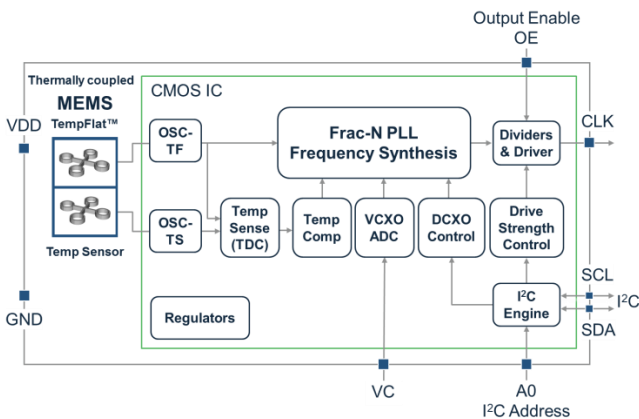 Output Enable
OE
Thermally coupled
MEMS
TempFlat™
CMOS IC
VDD
CLK
OSC-
TF
Frac-N PLL
Frequency Synthesis
Dividers
& Driver
OSC-
TS
Temp
Sense
(TDC)
Temp
Comp
VCXO
ADC
DCXO
Control
Drive
Strength
Control
Temp Sensor
SCL
I²C
SDA
I²C
Engine
GND
Regulators
VC
A0
I²C Address